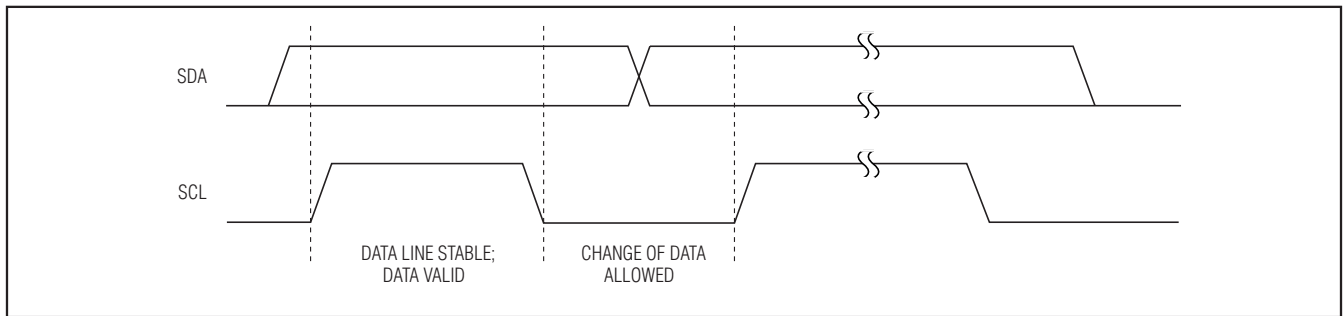 SDA
SCL
DATA LINE STABLE;
DATA VALID
CHANGE OF DATA
ALLOWED